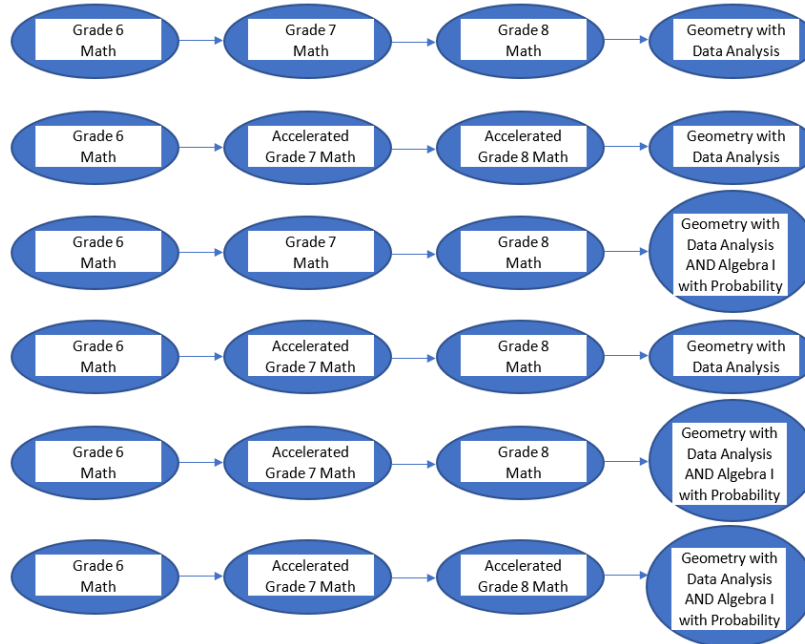 Grade 6
Math
Grade 7
Math
Grade 8
Math
Geometry with
Data Analysis
Grade 6
Math
Accelerated
Grade 7 Math
Accelerated
Grade 8 Math
Geometry with
Data Analysis
Grade 6
Math
Grade 7
Math
Grade 8
Math
Geometry with
Data Analysis
AND Algebra I
with Probability
Grade 6
Math
Accelerated
Grade 7 Math
Grade 8
Math
Geometry with
Data Analysis
Grade 6
Math
Accelerated
Grade 7 Math
Grade 8
Math
Geometry with
Data Analysis
AND Algebra I
with Probability
Grade 6
Math
Accelerated
Grade 7 Math
Accelerated
Grade 8 Math
Geometry with
Data Analysis
AND Algebra I
with Probability